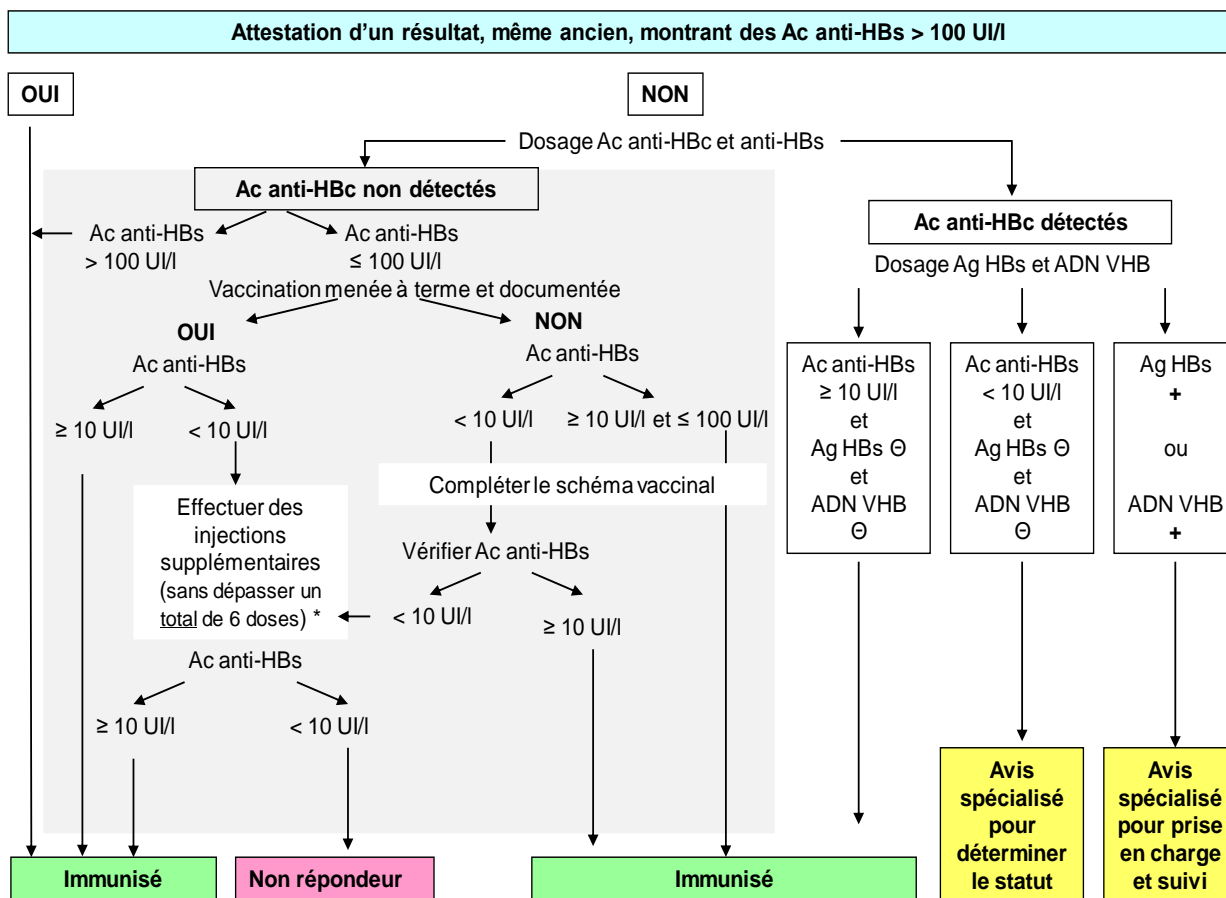 Attestation d'un résultat, même ancien, montrant des Ac anti-HBs > 100 UI/l
OUI
NON
Dosage Ac anti-HBc et anti-HBs
Ac anti-HBc non détectés
Ac anti-HBs
> 100 UI/l
Ac anti-HBs
≤ 100 UI/l
Vaccination menée à terme et documentée
OUI
Ac anti-HBs
≥ 10 UI/l
< 10 UI/l
Effectuer des
injections
supplémentaires
(sans dépasser un
total de 6 doses) *
Ac anti-HBs
≥ 10 UI/l
< 10 UI/l
NON
Ac anti-HBs
< 10 UI/l
≥ 10 UI/l et ≤ 100 UI/l
Compléter le schéma vaccinal
Vérifier Ac anti-HBs
< 10 UI/l
≥ 10 UI/l
Ac anti-HBc détectés
Dosage Ag HBs et ADN VHB
Ac anti-HBs
≥ 10 UI/l
et
Ag HBs Θ
et
ADN VHB
Θ
Ac anti-HBs
< 10 UI/l
et
Ag HBs Θ
et
ADN VHB
Θ
Ag HBs
+
ou
ADN VHB
+
Immunisé
Non répondeur
Immunisé
Avis
spécialisé
pour
déterminer
le statut
Avis
spécialisé
pour prise
en charge
et suivi